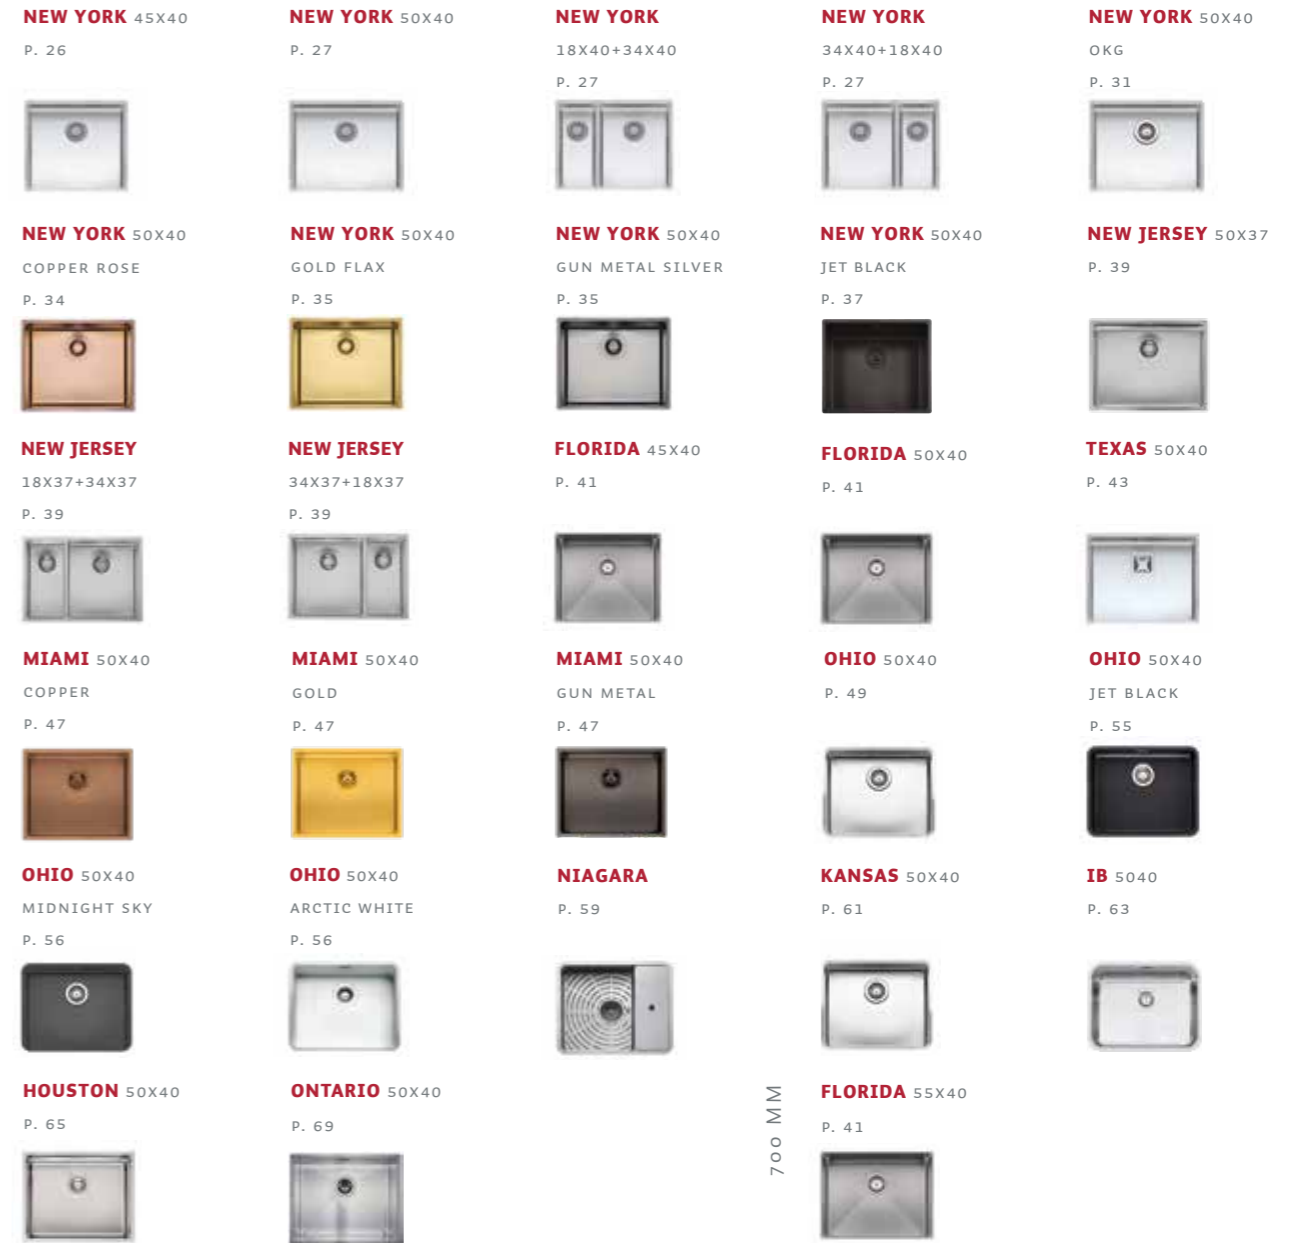 NEW YORK 45X40
P. 26
NEW YORK 50X40
P. 27
NEW YORK
18X40+34X40
P. 27
NEW YORK
34X40+18X40
P. 27
NEW YORK 50X40
OKG
P. 31
NEW YORK 50X40
COPPER ROSE
P. 34
NEW YORK 50X40
GOLD FLAX
P. 35
NEW YORK 50X40
GUN METAL SILVER
P. 35
NEW YORK 50X40
JET BLACK
P. 37
NEW JERSEY 50X37
P. 39
NEW JERSEY
18X37+34X37
P. 39
NEW JERSEY
34X37+18X37
P. 39
FLORIDA 45X40
P. 41
FLORIDA 50X40
P. 41
TEXAS 50X40
P. 43
MIAMI 50X40
COPPER
P. 47
MIAMI 50X40
GOLD
P. 47
MIAMI 50X40
GUN METAL
P. 47
OHIO 50X40
P. 49
OHIO 50X40
JET BLACK
P. 55
OHIO 50X40
MIDNIGHT SKY
P. 56
OHIO 50X40
ARCTIC WHITE
P. 56
NIAGARA
P. 59
KANSAS 50X40
P. 61
IB 5040
P. 63
HOUSTON 50X40
P. 65
ONTARIO 50X40
P. 69
700 MM
FLORIDA 55X40
P. 41